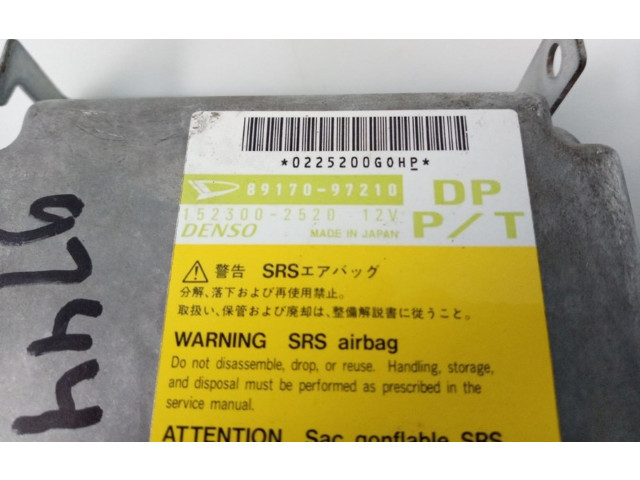 *0225200G0HP*
89170-97210 DP
152300-2520 12V P/T
DENSO MADE IN JAPAN
警告 SRSエアバッグ
分解、落下および再使用禁止。
取扱い、保管および廃却は、整備解説書に従うこと。
WARNING SRS airbag
Do not disassemble, drop, or reuse. Handling, storage,
and disposal must be performed as prescribed in the
service manual.
ATTENTION Sac gonflable SRS
9744